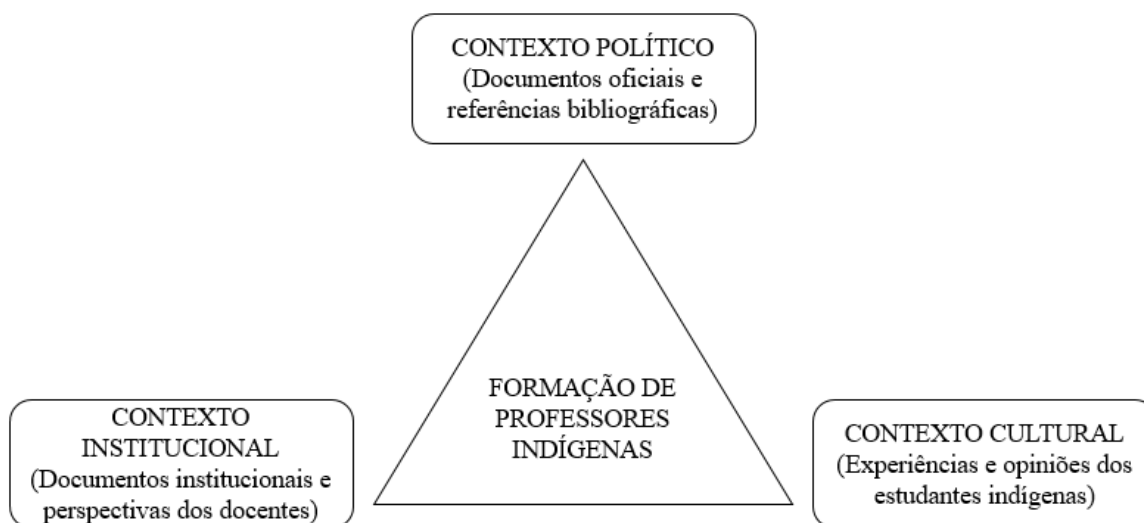 CONTEXTO POLÍTICO
(Documentos oficiais e
referências bibliográficas)
FORMAÇÃO DE
PROFESSORES
INDÍGENAS
CONTEXTO
INSTITUCIONAL
(Documentos institucionais e
perspectivas dos docentes)
CONTEXTO CULTURAL
(Experiências e opiniões dos
estudantes indígenas)